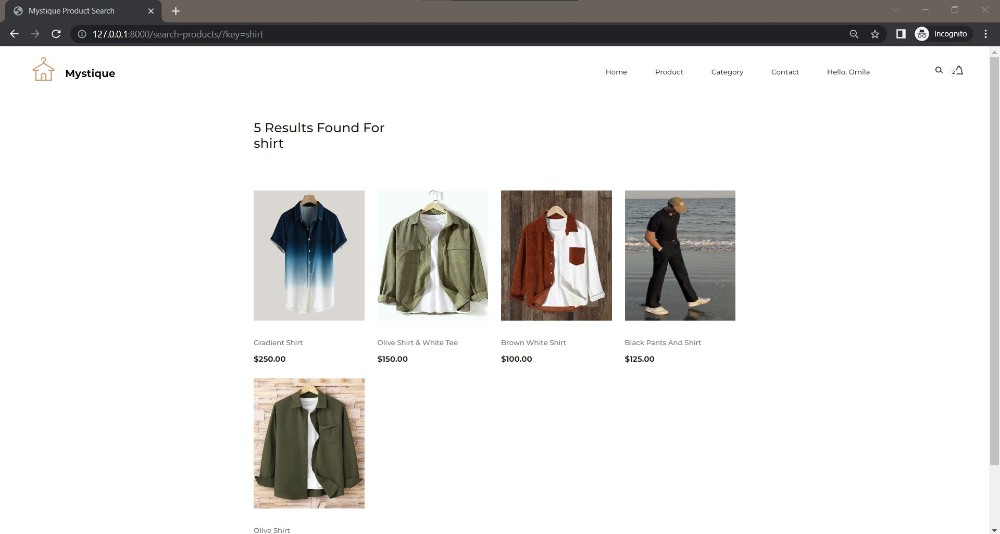 Mystique Product Search
127.0.0.1:8000/search-products/?key=shirt
Incognito
Mystique
Home
Product
Category
Contact
Hello, Ornila
2
5 Results Found For
shirt
Gradient Shirt
Olive Shirt & White Tee
Brown White Shirt
Black Pants And Shirt
$250.00
$150.00
$100.00
$125.00
Olive Shirt